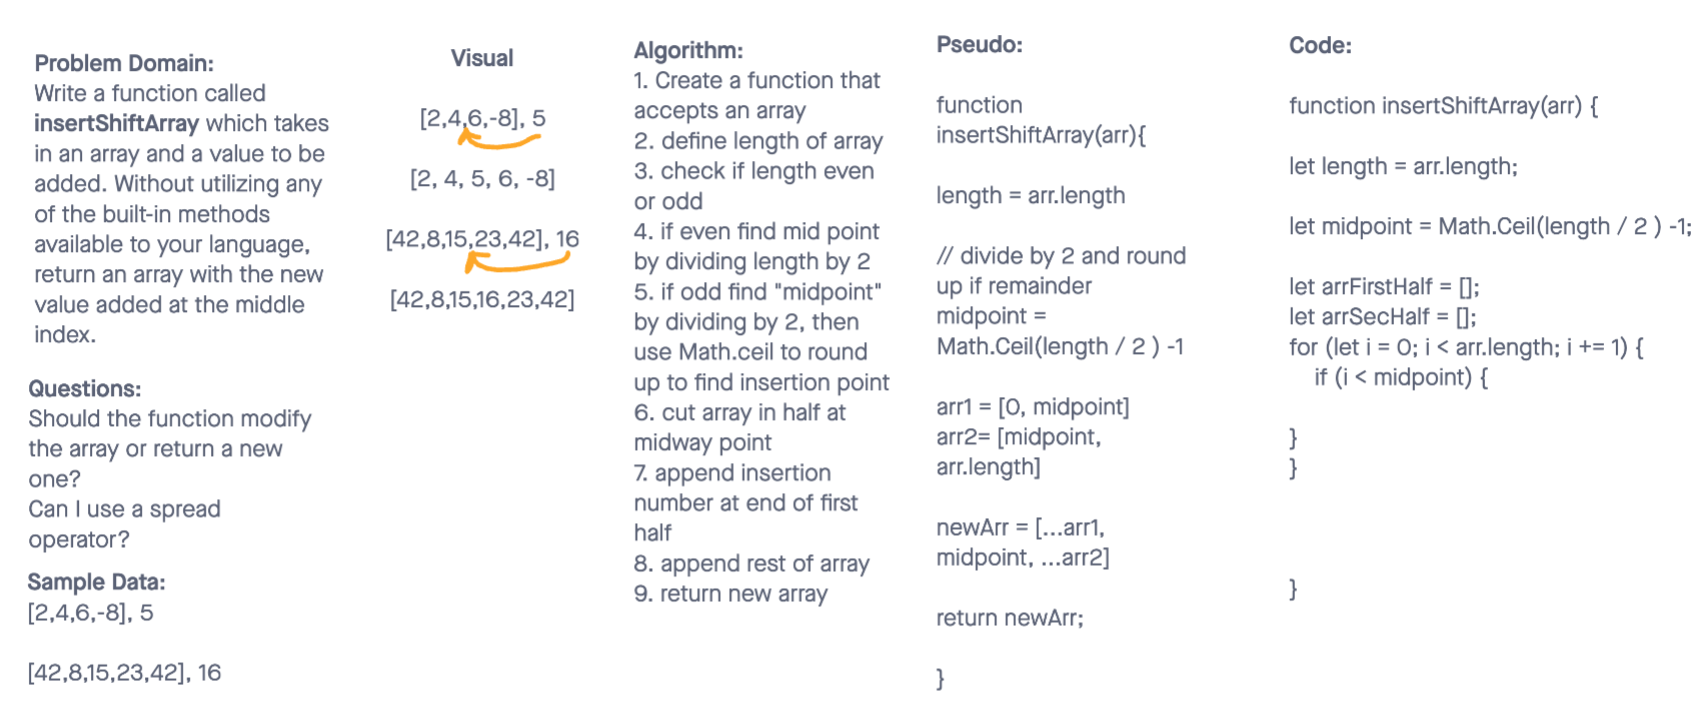 Problem Domain:
Write a function called
insertShiftArray which takes
in an array and a value to be
added. Without utilizing any
of the built-in methods
available to your language,
return an array with the new
value added at the middle
index.
Questions:
Should the function modify
the array or return a new
one?
Can I use a spread
operator?
Sample Data:
[2,4,6,-8], 5
[42,8,15,23,42], 16
Visual
[2,4,6,-8], 5
[2, 4, 5, 6, -8]
[42,8,15,23,42], 16
[42,8,15,16,23,42]
Algorithm:
1. Create a function that
accepts an array
2. define length of array
3. check if length even
or odd
4. if even find mid point
by dividing length by 2
5. if odd find "midpoint"
by dividing by 2, then
use Math.ceil to round
up to find insertion point
6. cut array in half at
midway point
7. append insertion
number at end of first
half
8. append rest of array
9. return new array
Pseudo:
function
insertShiftArray(arr){
length = arr.length
// divide by 2 and round
up if remainder
midpoint =
Math.Ceil(length / 2 ) -1
arr1 = [0, midpoint]
arr2= [midpoint,
arr.length]
newArr = [...arr1,
midpoint, ...arr2]
return newArr;
}
Code:
function insertShiftArray(arr) {
let length = arr.length;
let midpoint = Math.Ceil(length / 2 ) -1;
let arrFirstHalf = [];
let arrSecHalf = [];
for (let i = 0; i < arr.length; i += 1) {
if (i < midpoint) {
}
}
}